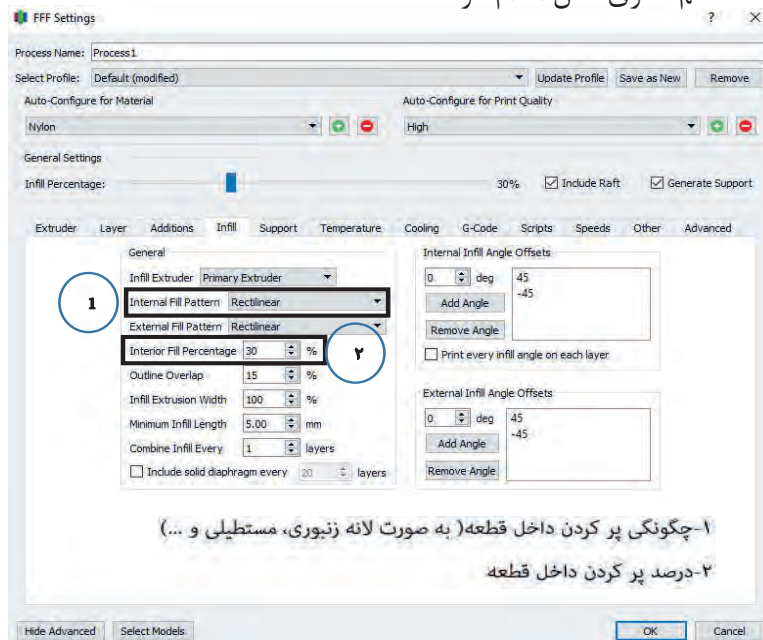 FFF Settings ? X
Process Name: Process1
Select Profile: Default (modified) Update Profile Save as New Remove
Auto-Configure for Material Auto-Configure for Print Quality
Nylon High
General Settings
Infill Percentage: 30% Include Raft Generate Support
Extruder Layer Additions Infill Support Temperature Cooling G-Code Scripts Speeds Other Advanced
General
Infill Extruder Primary Extruder
1 Internal Fill Pattern Rectilinear
External Fill Pattern Rectilinear
Interior Fill Percentage 30 % ۲
Outline Overlap 15 %
Infill Extrusion Width 100 %
Minimum Infill Length 5.00 mm
Combine Infill Every 1 layers
Include solid diaphragm every 20 layers
Internal Infill Angle Offsets
0 deg 45
-45
Add Angle
Remove Angle
Print every infill angle on each layer
External Infill Angle Offsets
0 deg 45
-45
Add Angle
Remove Angle
۱-چگونگی پر کردن داخل قطعه( به صورت لانه زنبوری، مستطیلی و ...)
۲-درصد پر کردن داخل قطعه
Hide Advanced Select Models OK Cancel